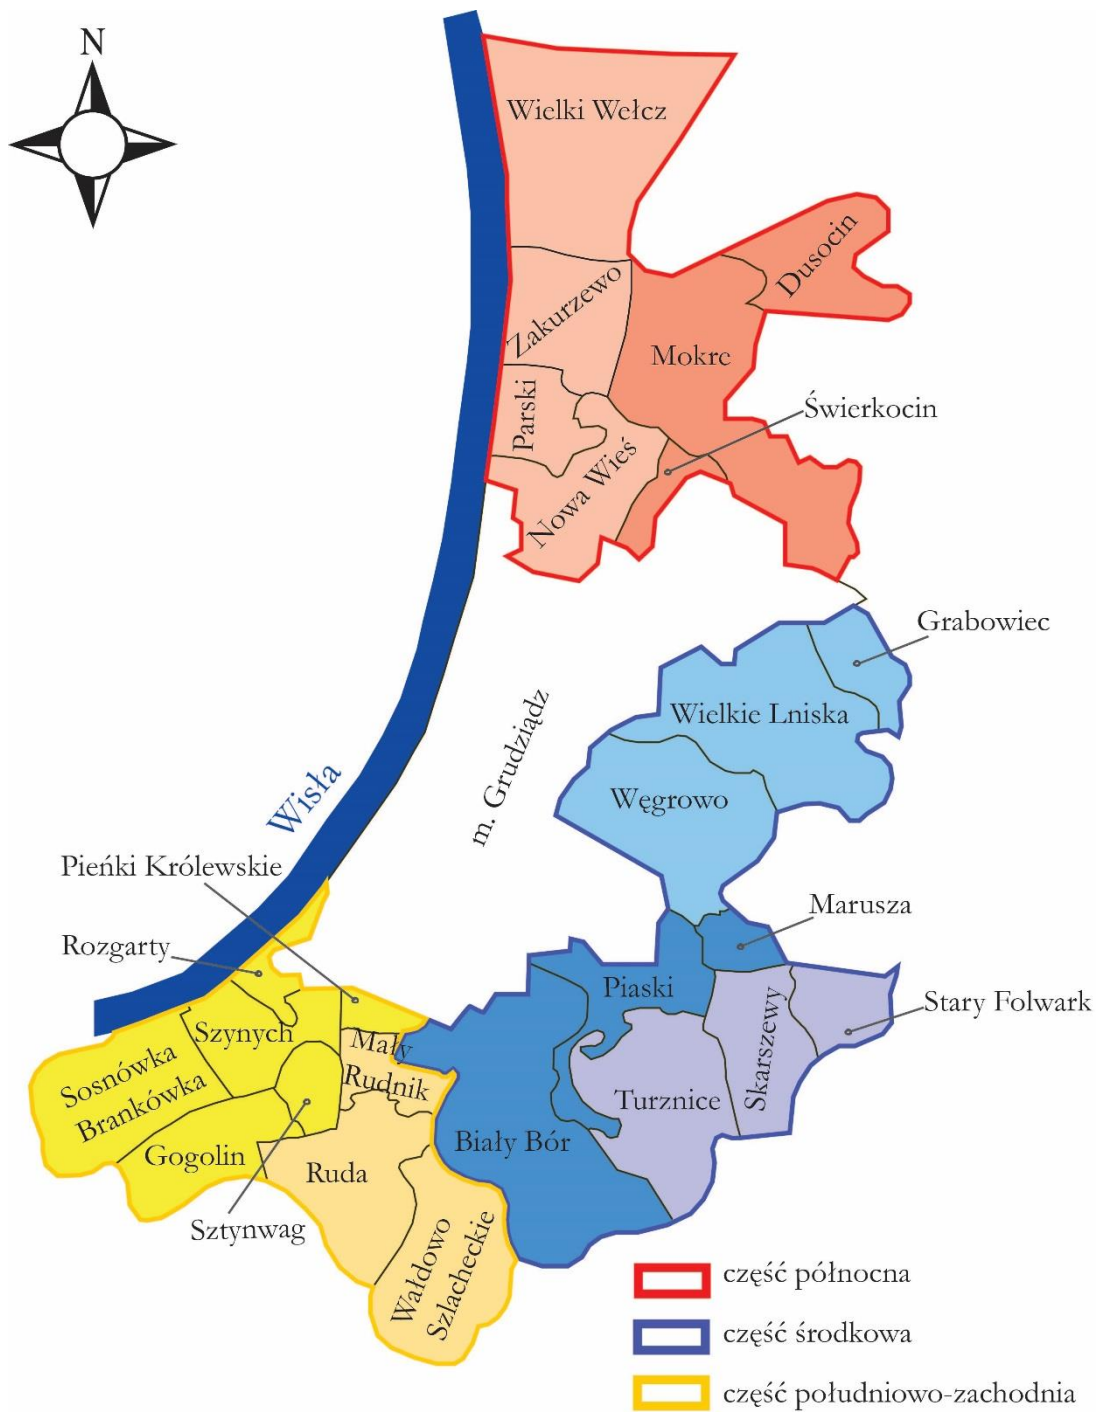 N
Wielki Wełcz
Dusocin
Zakurzewo
Mokre
Parski
Świerkocin
Nowa Wieś
Grabowiec
Wielkie Lniska
m. Grudziądz
Węgrowo
Wisła
Pieńki Królewskie
Marusza
Rozgarty
Piaski
Stary Folwark
Szynych
Skarszewy
Mały
Rudnik
Sosnówka
Brankówka
Turznice
Biały Bór
Gogolin
Ruda
Sztynwag
Wałdowo
Szlacheckie
część północna
część środkowa
część południowo-zachodnia